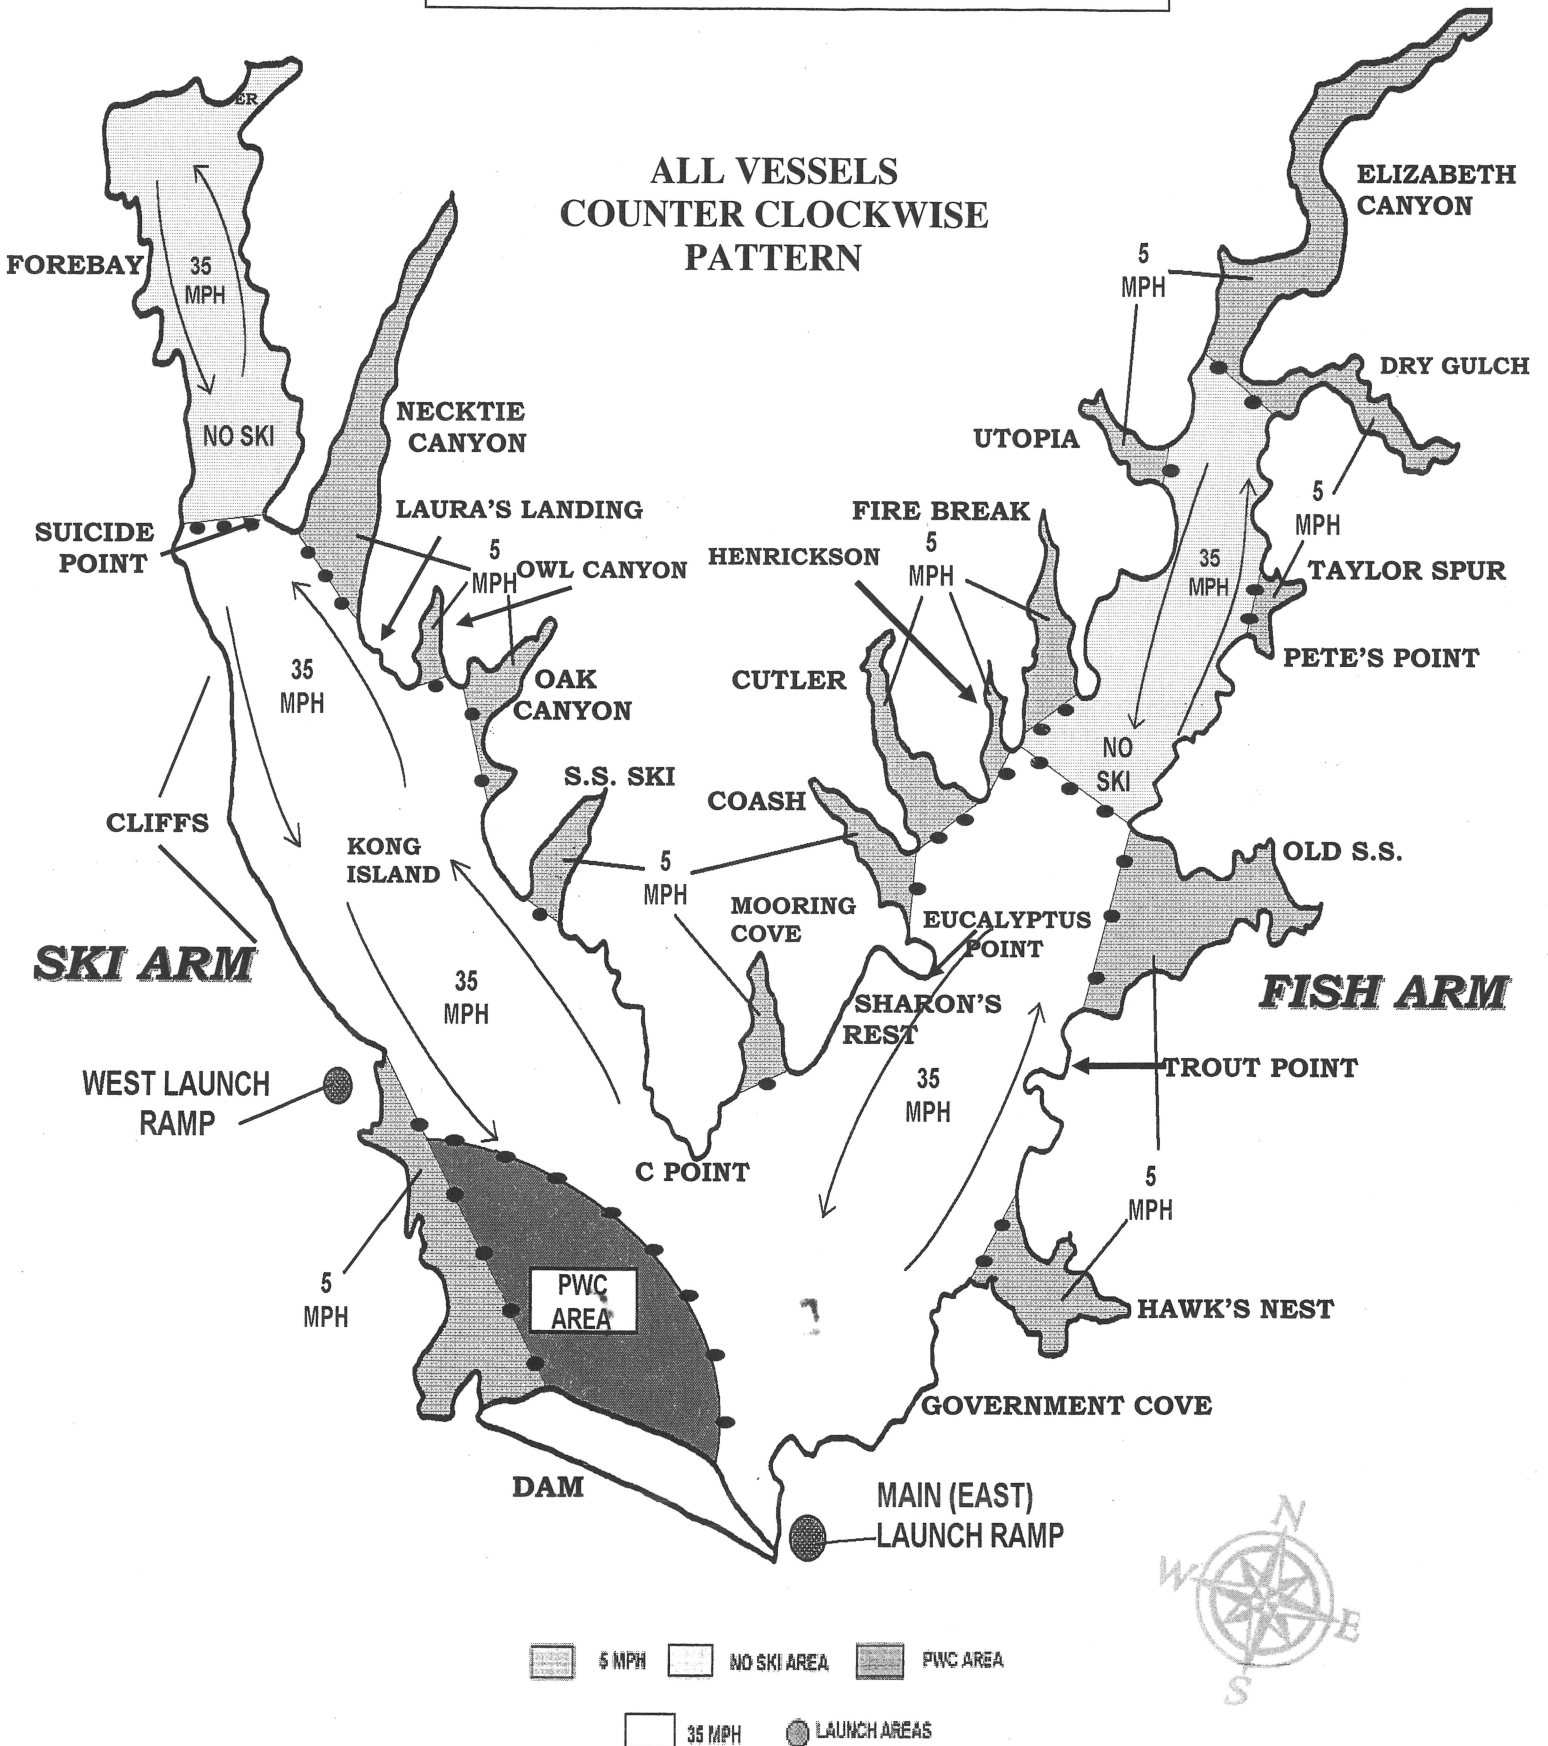 ER
ALL VESSELS
COUNTER CLOCKWISE
PATTERN
ELIZABETH
CANYON
FOREBAY
35
MPH
5
MPH
DRY GULCH
NECKTIE
CANYON
NO SKI
UTOPIA
LAURA'S LANDING
SUICIDE
POINT
5
MPH
OWL CANYON
FIRE BREAK
HENRICKSON
5
MPH
5
MPH
35
MPH
TAYLOR SPUR
PETE'S POINT
35
MPH
OAK
CANYON
CUTLER
NO
SKI
S.S. SKI
COASH
CLIFFS
KONG
ISLAND
OLD S.S.
5
MPH
MOORING
COVE
EUCALYPTUS
POINT
SKI ARM
FISH ARM
35
MPH
SHARON'S
REST
TROUT POINT
WEST LAUNCH
RAMP
35
MPH
C POINT
5
MPH
5
MPH
PWC
AREA
HAWK'S NEST
GOVERNMENT COVE
DAM
MAIN (EAST)
LAUNCH RAMP
N
W
E
S
5 MPH
NO SKI AREA
PWC AREA
35 MPH
LAUNCH AREAS